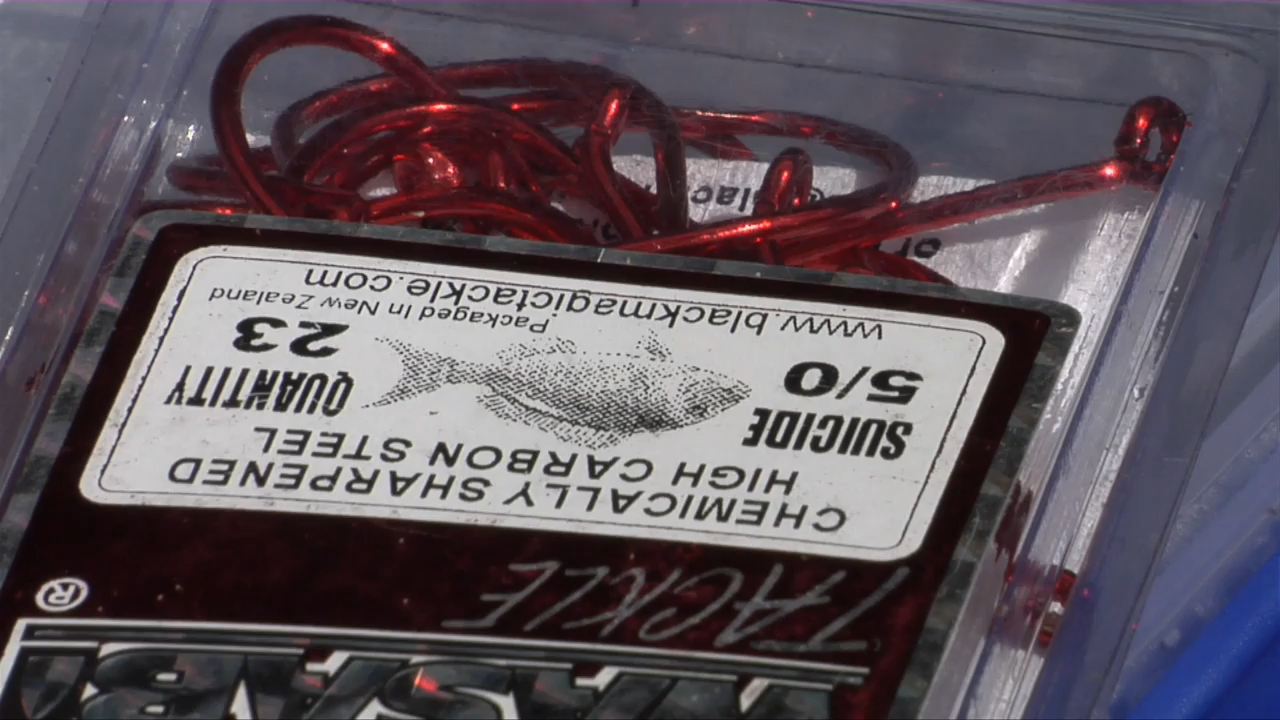 TACKLE
®
CHEMICALLY SHARPENED
HIGH CARBON STEEL
SUICIDE
5/0
QUANTITY
23
Packaged In New Zealand
www.blackmagictackle.com